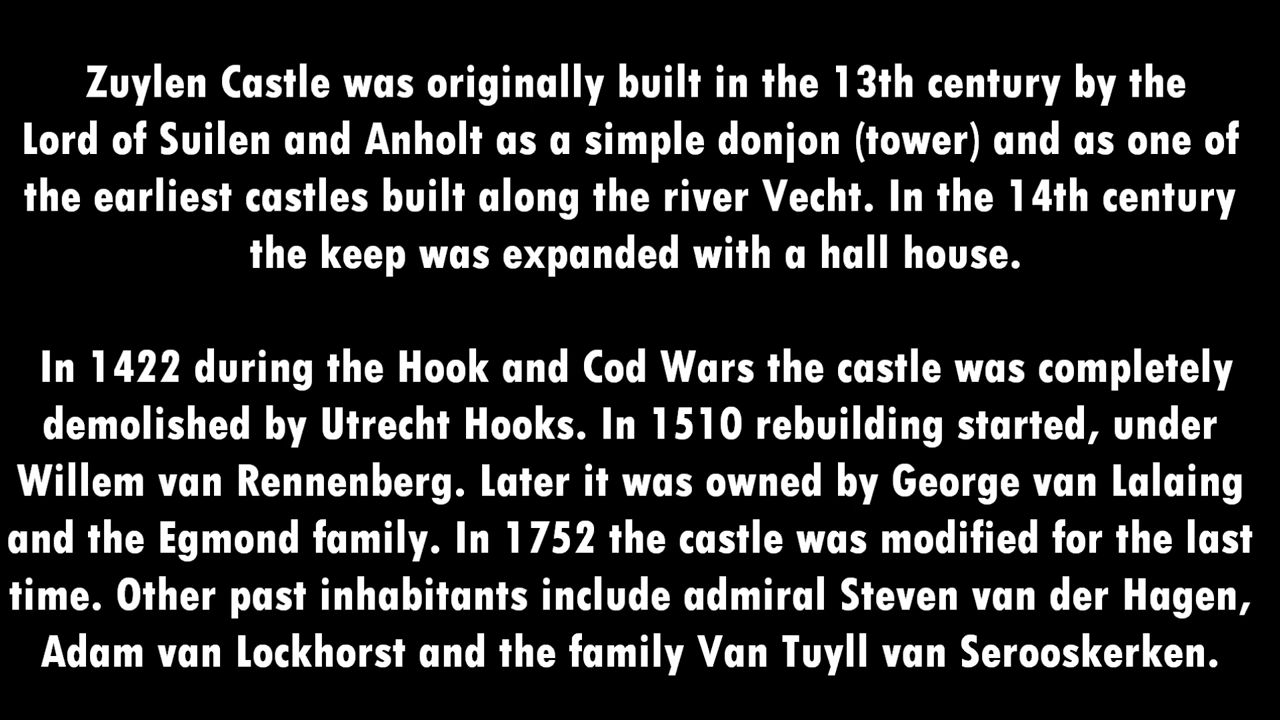 Zuylen Castle was originally built in the 13th century by the
Lord of Suilen and Anholt as a simple donjon (tower) and as one of
the earliest castles built along the river Vecht. In the 14th century
the keep was expanded with a hall house.
In 1422 during the Hook and Cod Wars the castle was completely
demolished by Utrecht Hooks. In 1510 rebuilding started, under
Willem van Rennenberg. Later it was owned by George van Lalaing
and the Egmond family. In 1752 the castle was modified for the last
time. Other past inhabitants include admiral Steven van der Hagen,
Adam van Lockhorst and the family Van Tuyll van Serooskerken.